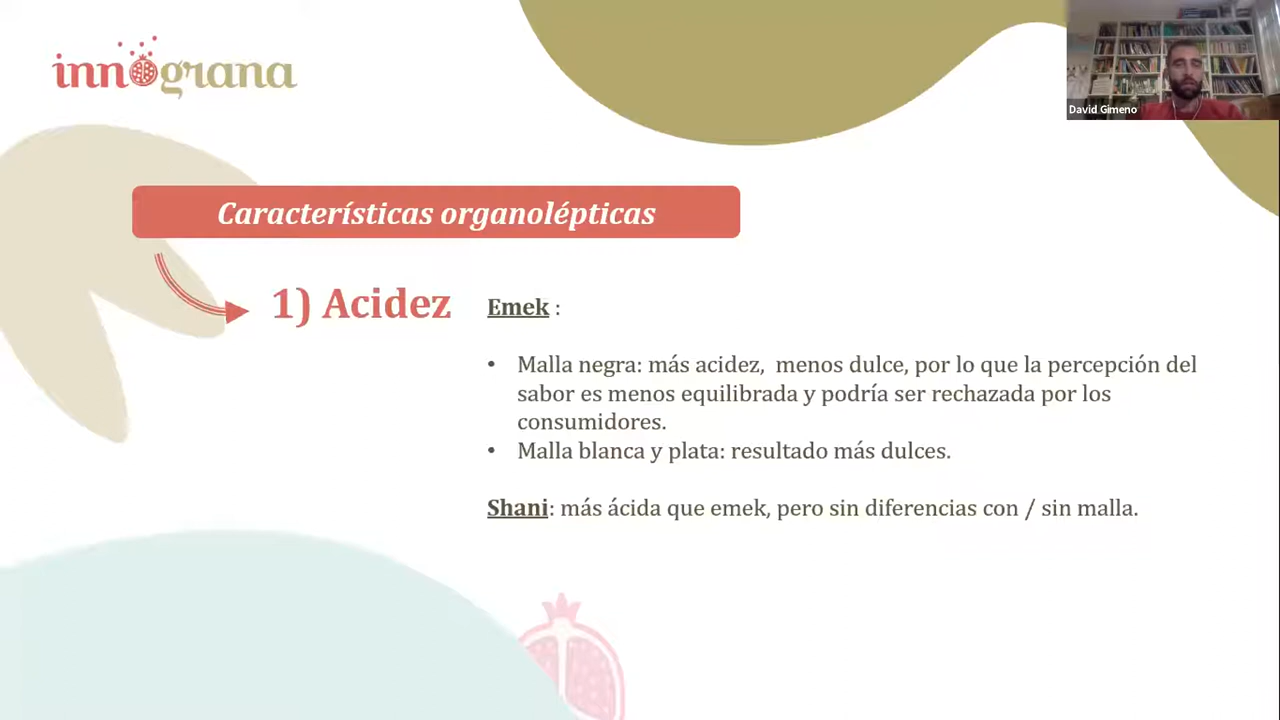 innograna
David Gimeno
Características organolépticas
1) Acidez
Emek :
• Malla negra: más acidez, menos dulce, por lo que la percepción del
sabor es menos equilibrada y podría ser rechazada por los
consumidores.
• Malla blanca y plata: resultado más dulces.
Shani: más ácida que emek, pero sin diferencias con / sin malla.